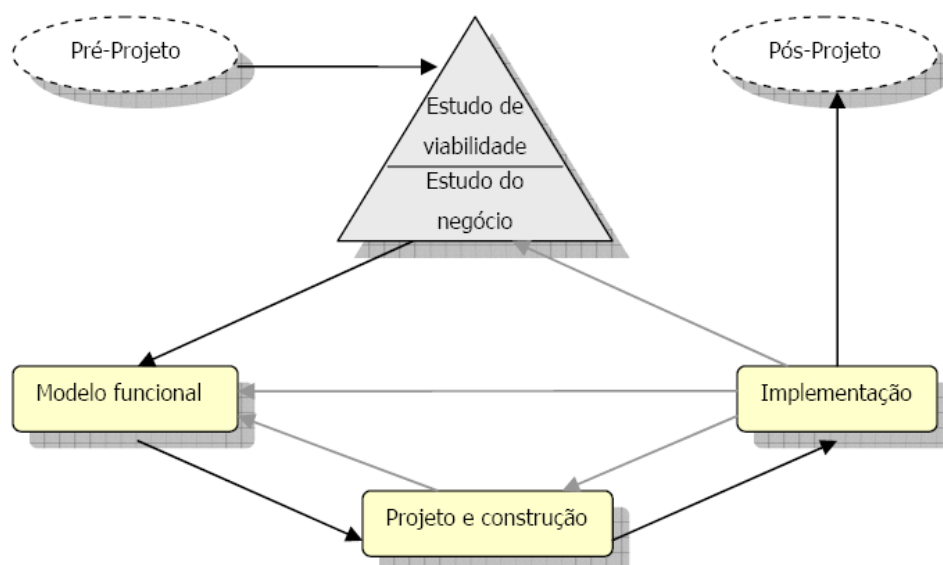 Pré-Projeto
Pós-Projeto
Estudo de
viabilidade
Estudo do
negócio
Modelo funcional
Implementação
Projeto e construção